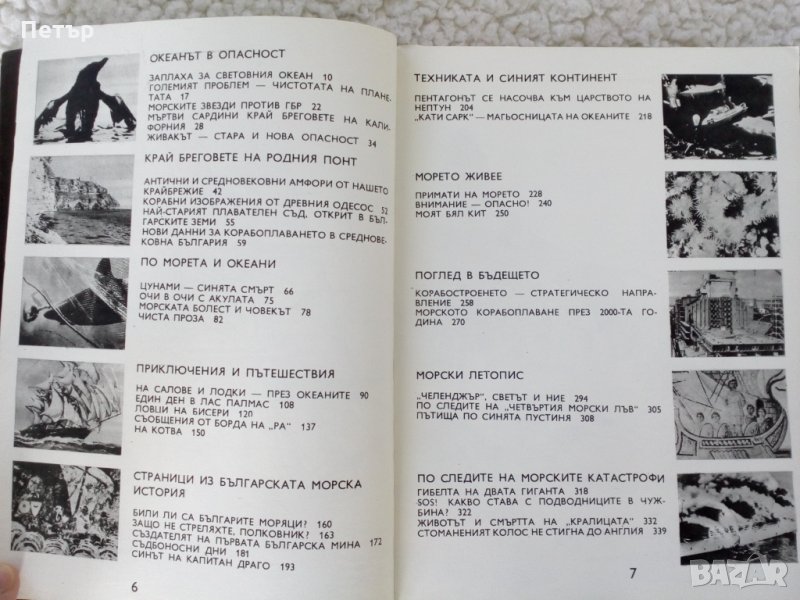 Петър
ОКЕАНЪТ В ОПАСНОСТ
ЗАПЛАХА ЗА СВЕТОВНИЯ ОКЕАН 10
ГОЛЕМИЯТ ПРОБЛЕМ — ЧИСТОТАТА НА ПЛАНЕ-
ТАТА 17
МОРСКИТЕ ЗВЕЗДИ ПРОТИВ ГБР 22
МЪРТВИ САРДИНИ КРАЙ БРЕГОВЕТЕ НА КАЛИ-
ФОРНИЯ 28
ЖИВАКЪТ — СТАРА И НОВА ОПАСНОСТ 34
КРАЙ БРЕГОВЕТЕ НА РОДНИЯ ПОНТ
АНТИЧНИ И СРЕДНОВЕКОВНИ АМФОРИ ОТ НАШЕТО
КРАЙБРЕЖИЕ 42
КОРАБНИ ИЗОБРАЖЕНИЯ ОТ ДРЕВНИЯ ОДЕСОС 52
НАЙ-СТАРИЯТ ПЛАВАТЕЛЕН СЪД, ОТКРИТ В БЪЛ-
ГАРСКИТЕ ЗЕМИ 55
НОВИ ДАННИ ЗА КОРАБОПЛАВАНЕТО В СРЕДНОВЕ-
КОВНА БЪЛГАРИЯ 59
ПО МОРЕТА И ОКЕАНИ
ЦУНАМИ — СИНЯТА СМЪРТ 66
ОЧИ В ОЧИ С АКУЛАТА 75
МОРСКАТА БОЛЕСТ И ЧОВЕКЪТ 78
ЧИСТА ПРОЗА 82
ПРИКЛЮЧЕНИЯ И ПЪТЕШЕСТВИЯ
НА САЛОВЕ И ЛОДКИ — ПРЕЗ ОКЕАНИТЕ 90
ЕДИН ДЕН В ЛАС ПАЛМАС 108
ЛОВЦИ НА БИСЕРИ 120
СЪОБЩЕНИЯ ОТ БОРДА НА „РА" 137
НА КОТВА 150
СТРАНИЦИ ИЗ БЪЛГАРСКАТА МОРСКА
ИСТОРИЯ
БИЛИ ЛИ СА БЪЛГАРИТЕ МОРЯЦИ? 160
ЗАЩО НЕ СТРЕЛЯХТЕ, ПОЛКОВНИК? 163
СЪЗДАТЕЛЯТ НА ПЪРВАТА БЪЛГАРСКА МИНА 172
СЪДБОНОСНИ ДНИ 181
СИНЪТ НА КАПИТАН ДРАГО 193
6
ТЕХНИКАТА И СИНИЯТ КОНТИНЕНТ
ПЕНТАГОНЪТ СЕ НАСОЧВА КЪМ ЦАРСТВОТО НА
НЕПТУН 204
„КАТИ САРК" — МАГЬОСНИЦАТА НА ОКЕАНИТЕ 218
МОРЕТО ЖИВЕЕ
ПРИМАТИ НА МОРЕТО 228
ВНИМАНИЕ — ОПАСНО! 240
МОЯТ БЯЛ КИТ 250
ПОГЛЕД В БЪДЕЩЕТО
КОРАБОСТРОЕНЕТО — СТРАТЕГИЧЕСКО НАПРАВ-
ЛЕНИЕ 258
МОРСКОТО КОРАБОПЛАВАНЕ ПРЕЗ 2000-ТА ГО-
ДИНА 270
МОРСКИ ЛЕТОПИС
„ЧЕЛЕНДЖЪР", СВЕТЪТ И НИЕ 294
ПО СЛЕДИТЕ НА „ЧЕТВЪРТИЯ МОРСКИ ЛЪВ" 305
ПЪТИЩА ПО СИНЯТА ПУСТИНЯ 308
ПО СЛЕДИТЕ НА МОРСКИТЕ КАТАСТРОФИ
ГИБЕЛТА НА ДВАТА ГИГАНТА 318
SOS! КАКВО СТАВА С ПОДВОДНИЦИТЕ В ЧУЖ-
БИНА? 322
ЖИВОТЪТ И СМЪРТТА НА „КРАЛИЦАТА" 332
СТОМАНЕНИЯТ КОЛОС НЕ СТИГНА ДО АНГЛИЯ 339
7
BAZAR